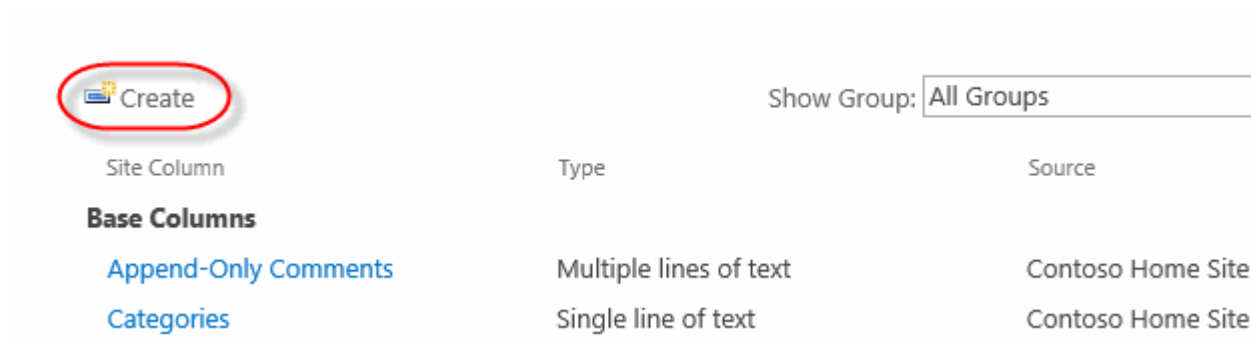 Create Show Group: All Groups
Site Column Type Source
Base Columns
Append-Only Comments Multiple lines of text Contoso Home Site
Categories Single line of text Contoso Home Site